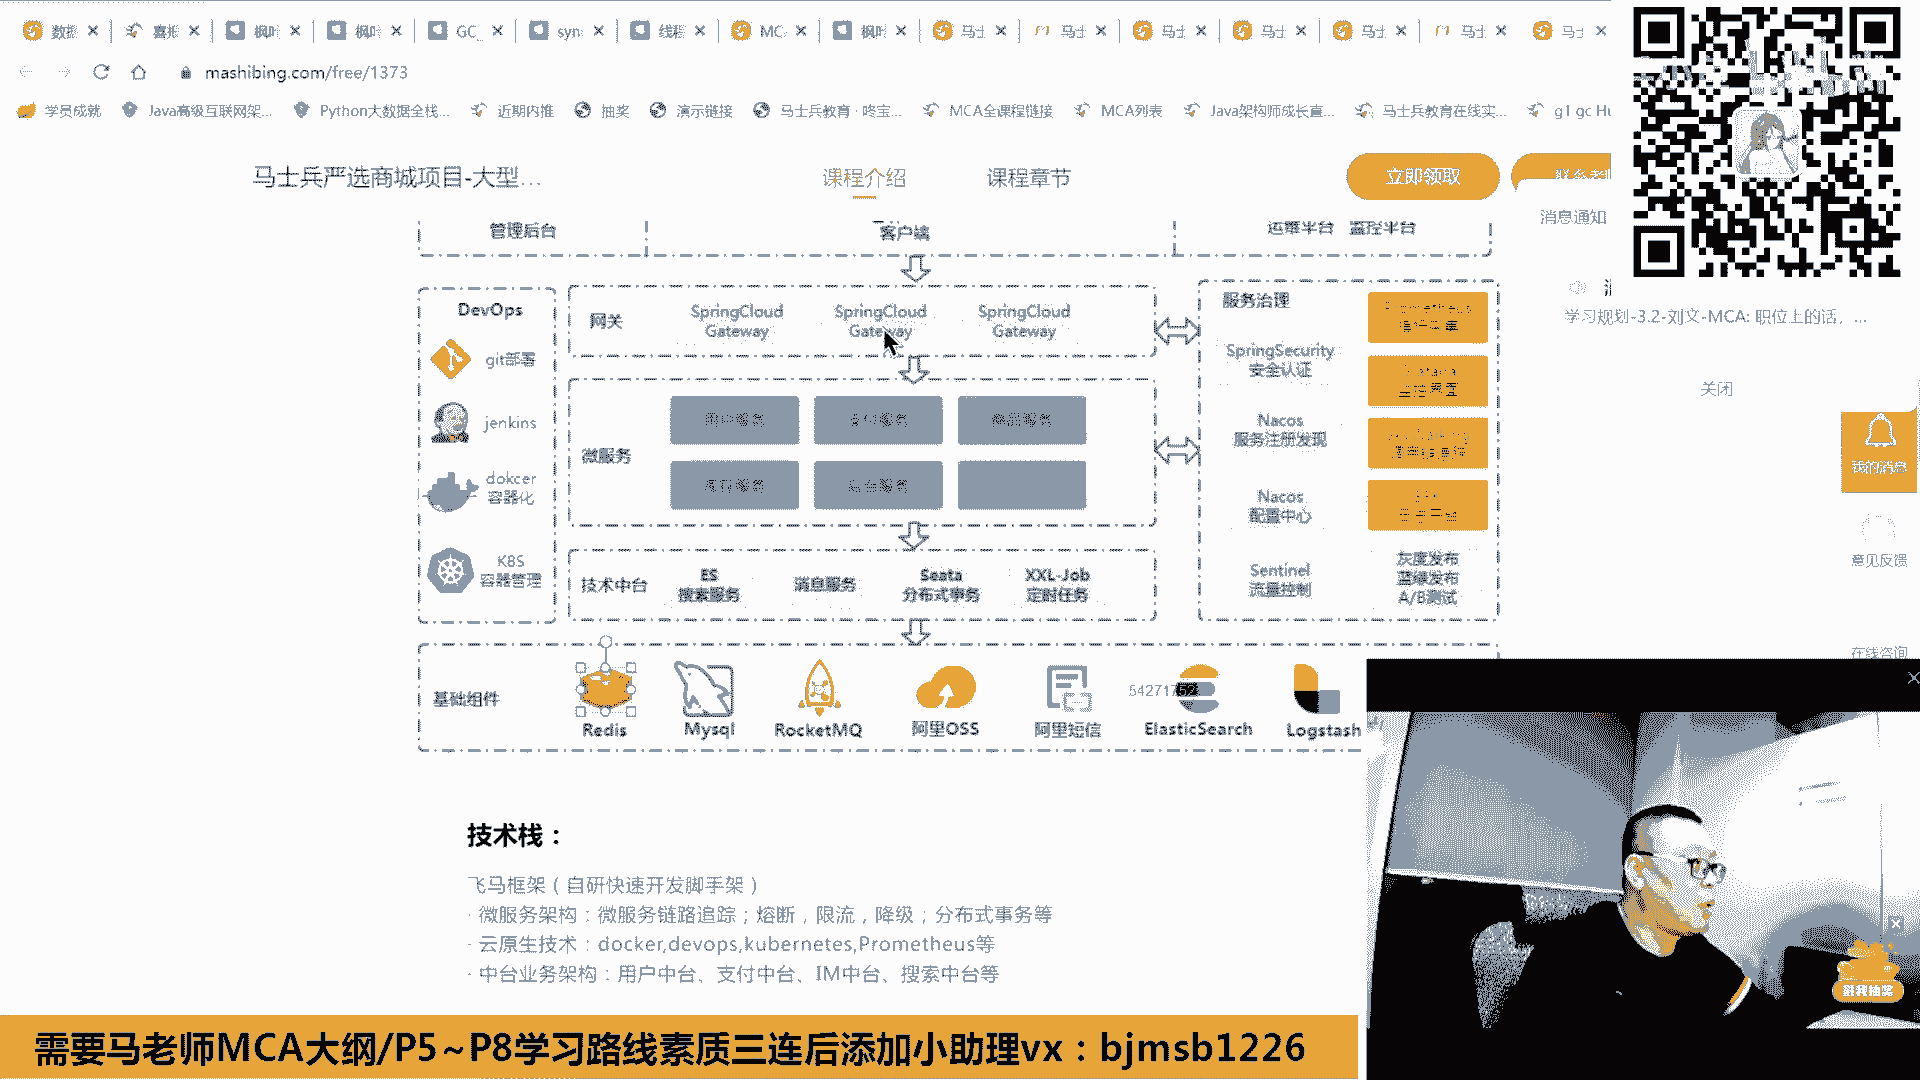 数据
喜报
枫叶
枫叶
GC_
syn
线程
MC.
枫叶
马士
马士
马士
马士
马士
马士
马士
mashibing.com/free/1373
学员成就
Java高级互联网架...
Python大数据全栈...
近期内推
抽奖
演示链接
马士兵教育 · 咚宝...
MCA全课程链接
MCA列表
Java架构师成长直...
马士兵教育在线实...
g1 gc Hu
马士兵严选商城项目-大型...
课程介绍
课程章节
立即领取
消息通知
管理后台
客户端
运维平台 监控平台
DevOps
git部署
jenkins
dokcer
容器化
K8S
容器管理
网关
SpringCloud
Gateway
SpringCloud
Gateway
SpringCloud
Gateway
微服务
用户服务
支付服务
商品服务
技术中台
ES
搜索服务
消息服务
Seata
分布式事务
XXL-Job
定时任务
服务治理
SpringSecurity
安全认证
Nacos
服务注册发现
Nacos
配置中心
Sentinel
流量控制
Prometheus
灰度发布
蓝绿发布
A/B测试
学习规划-3.2-刘文-MCA: 职位上的话，...
关闭
我的消息
意见反馈
在线咨询
基础组件
Redis
Mysql
RocketMQ
阿里OSS
阿里短信
ElasticSearch
Logstash
技术栈：
飞马框架（自研快速开发脚手架）
· 微服务架构：微服务链路追踪；熔断，限流，降级；分布式事务等
· 云原生技术：docker,devops,kubernetes,Prometheus等
· 中台业务架构：用户中台、支付中台、IM中台、搜索中台等
戳我抽奖
需要马老师MCA大纲/P5~P8学习路线素质三连后添加小助理vx：bjmsb1226